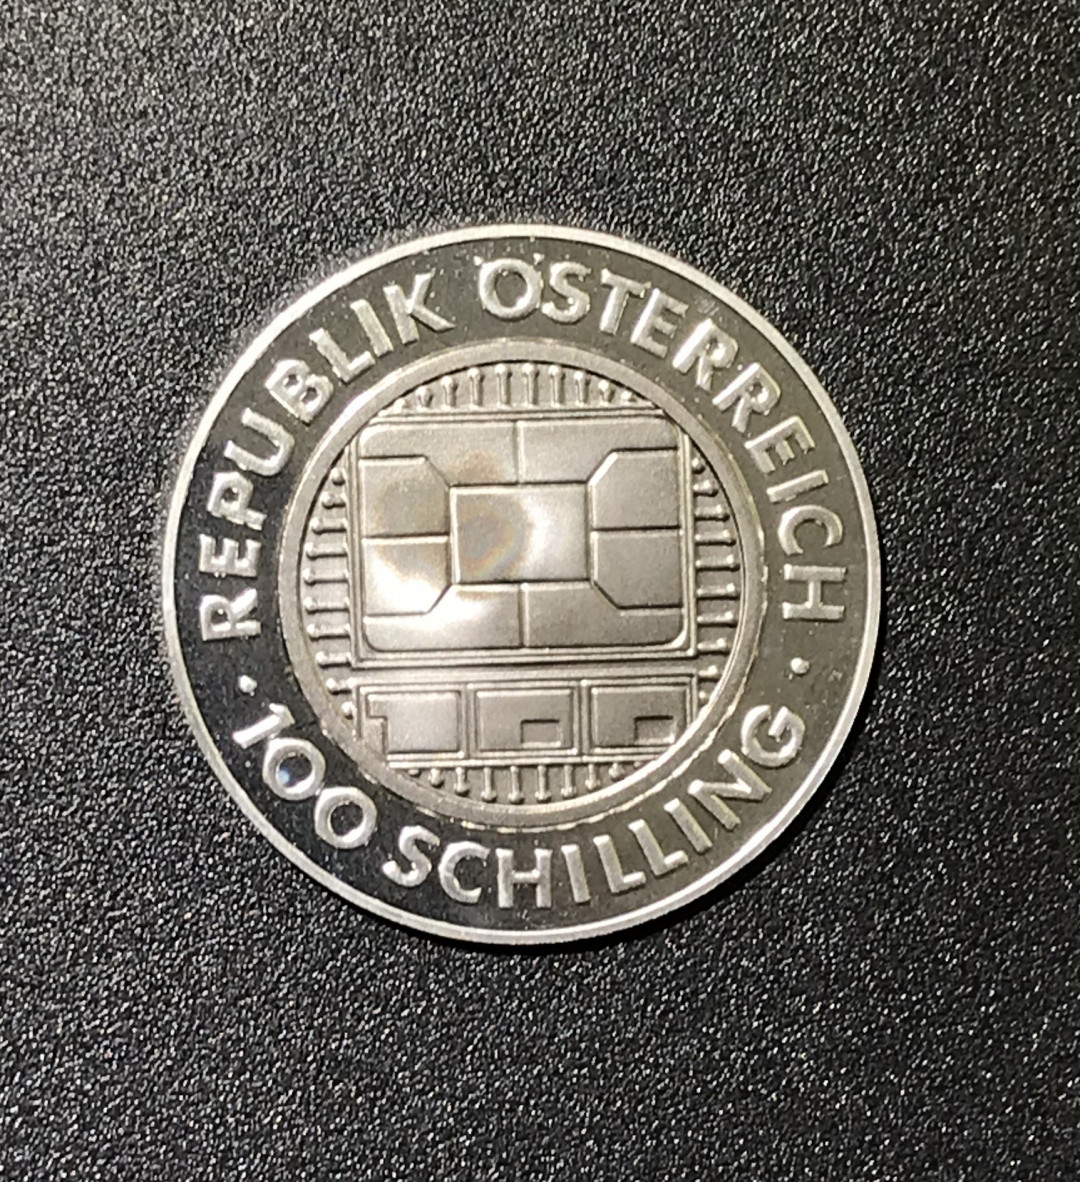 REPUBLIK ÖSTERREICH
· 100 SCHILLING ·